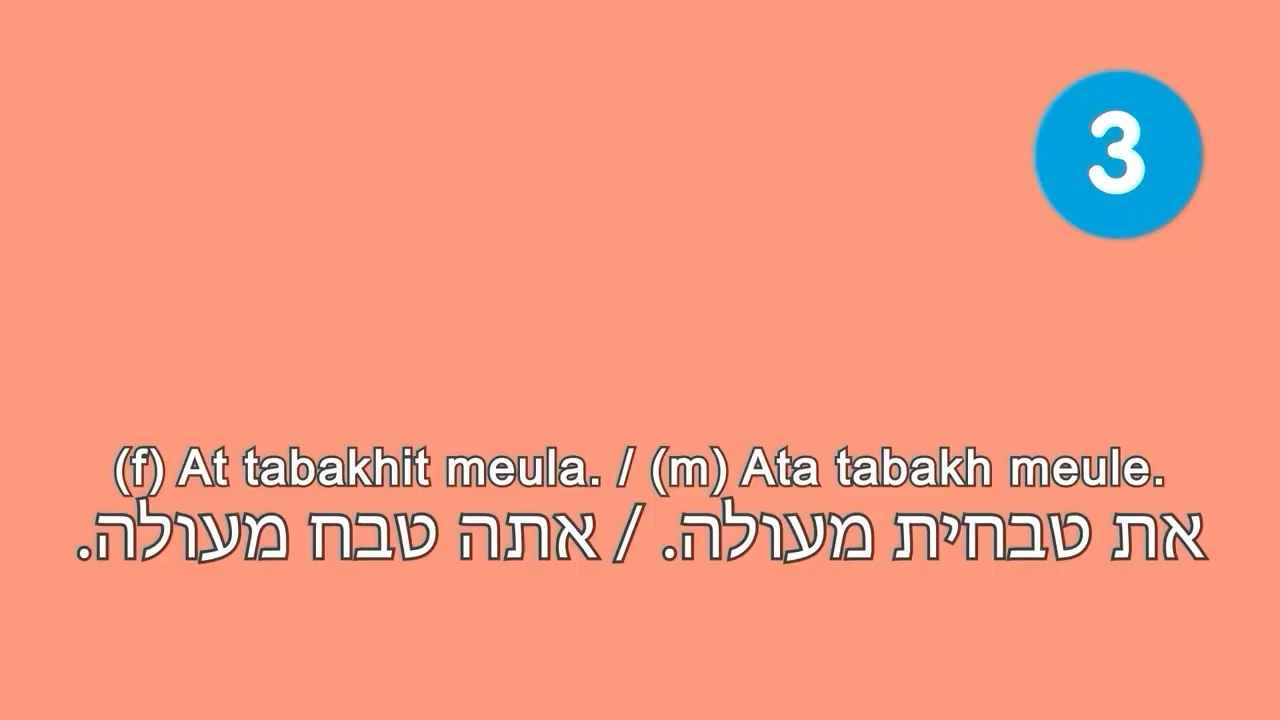 3
(f) At tabakhit meula. / (m) Ata tabakh meule.
את טבחית מעולה. / אתה טבח מעולה.